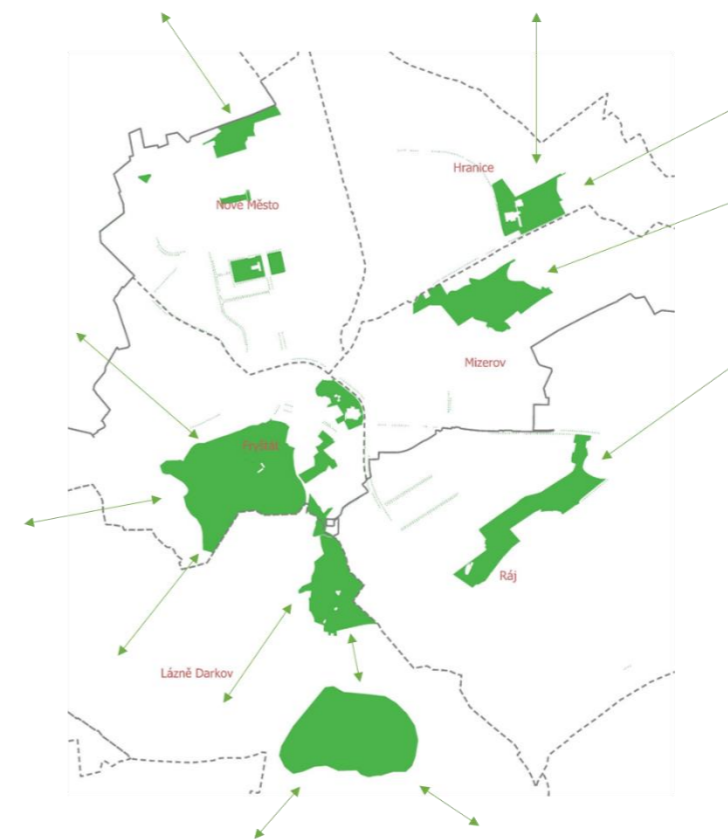 Hranice
Nové Město
Mizerov
Fryštát
Ráj
Lázně Darkov